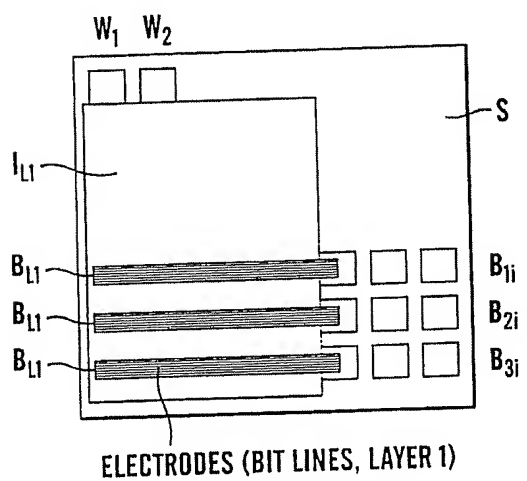 W1 W2
S
IL1
BL1 B1i
BL1 B2i
BL1 B3i
ELECTRODES (BIT LINES, LAYER 1)